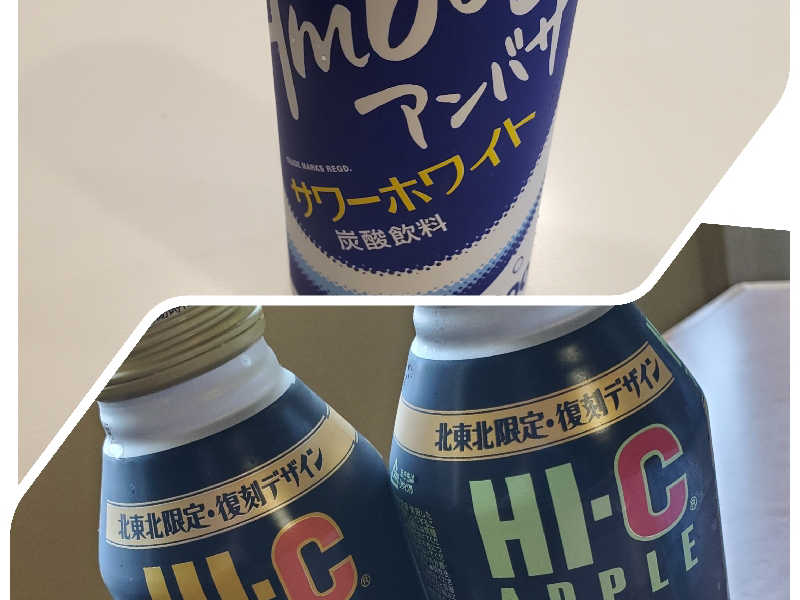 アンバサ
TRADE MARKS REGD.
サワーホワイト
炭酸飲料
北東北限定・復刻デザイン
HI-C®
北東北限定・復刻デザイン
HI-C®
APPLE